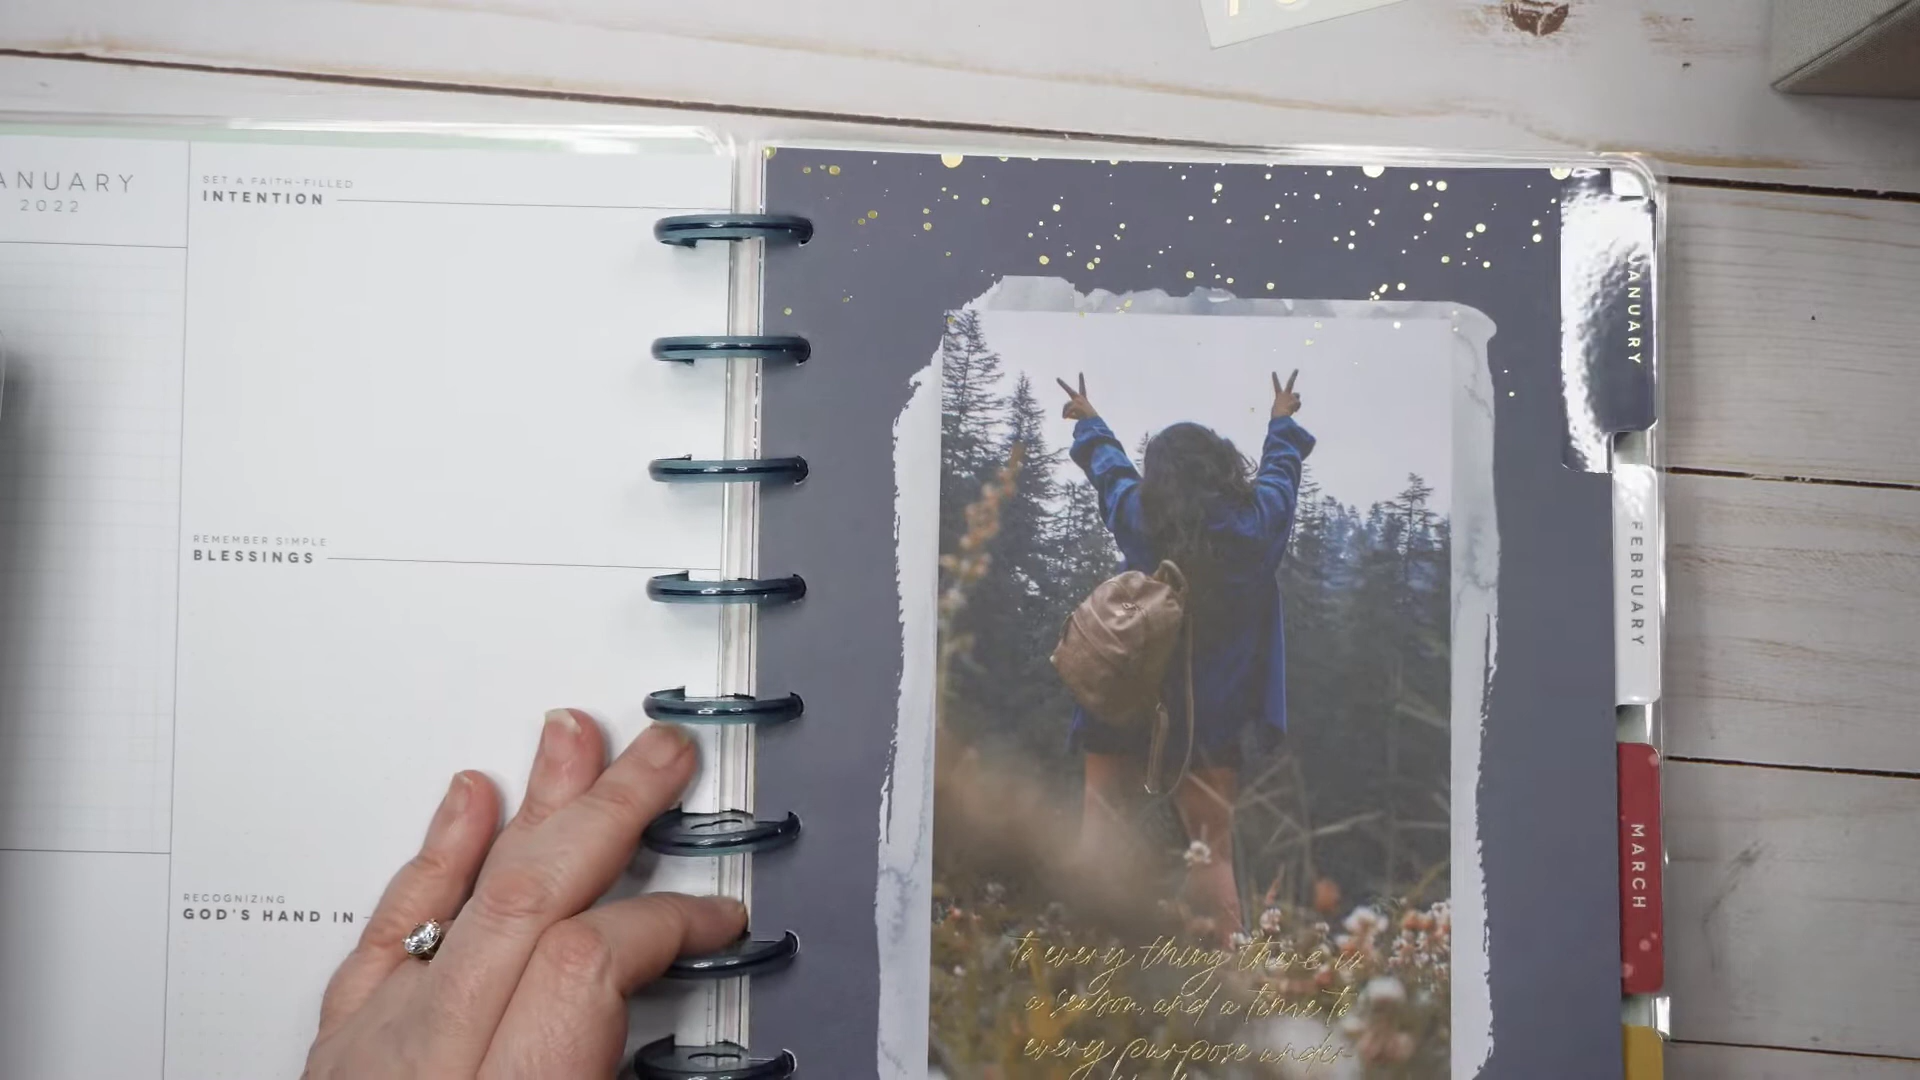 ANUARY
2022
SET A FAITH-FILLED
INTENTION
REMEMBER SIMPLE
BLESSINGS
RECOGNIZING
GOD'S HAND IN
to every thing there is
a season, and a time to
every purpose under
JANUARY
FEBRUARY
MARCH